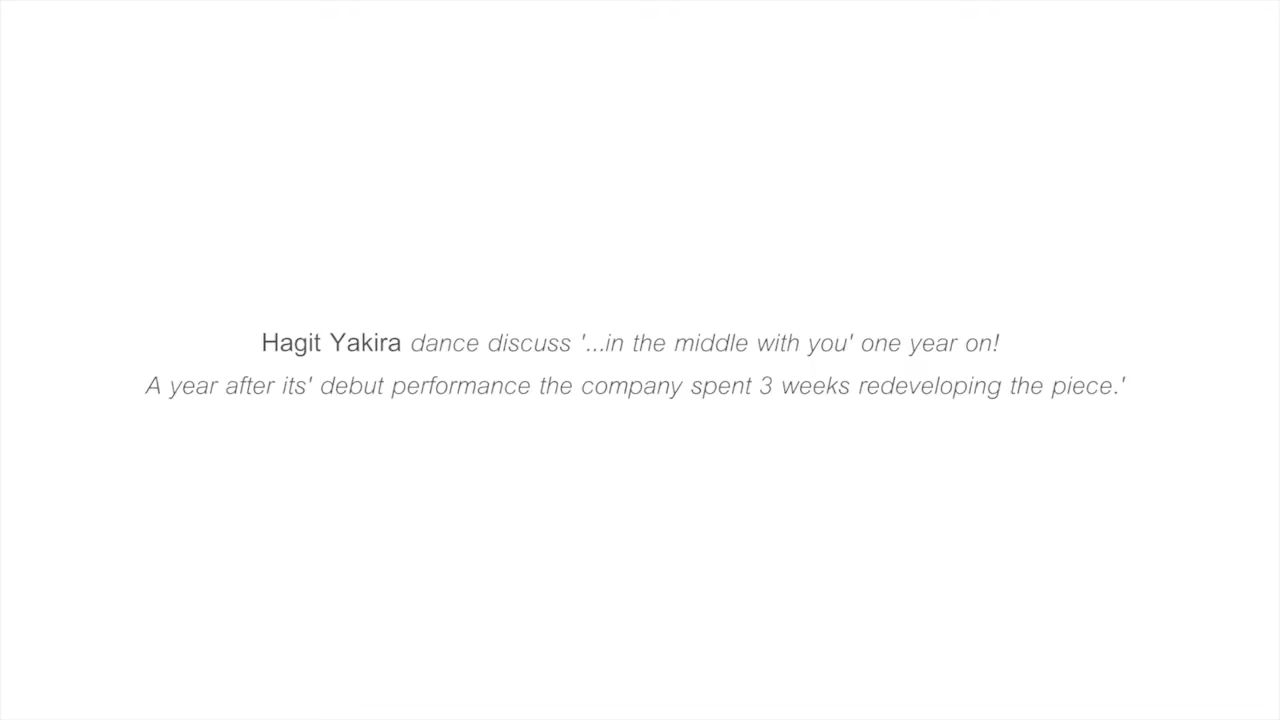 Hagit Yakira dance discuss '...in the middle with you' one year on!
A year after its' debut performance the company spent 3 weeks redeveloping the piece.'